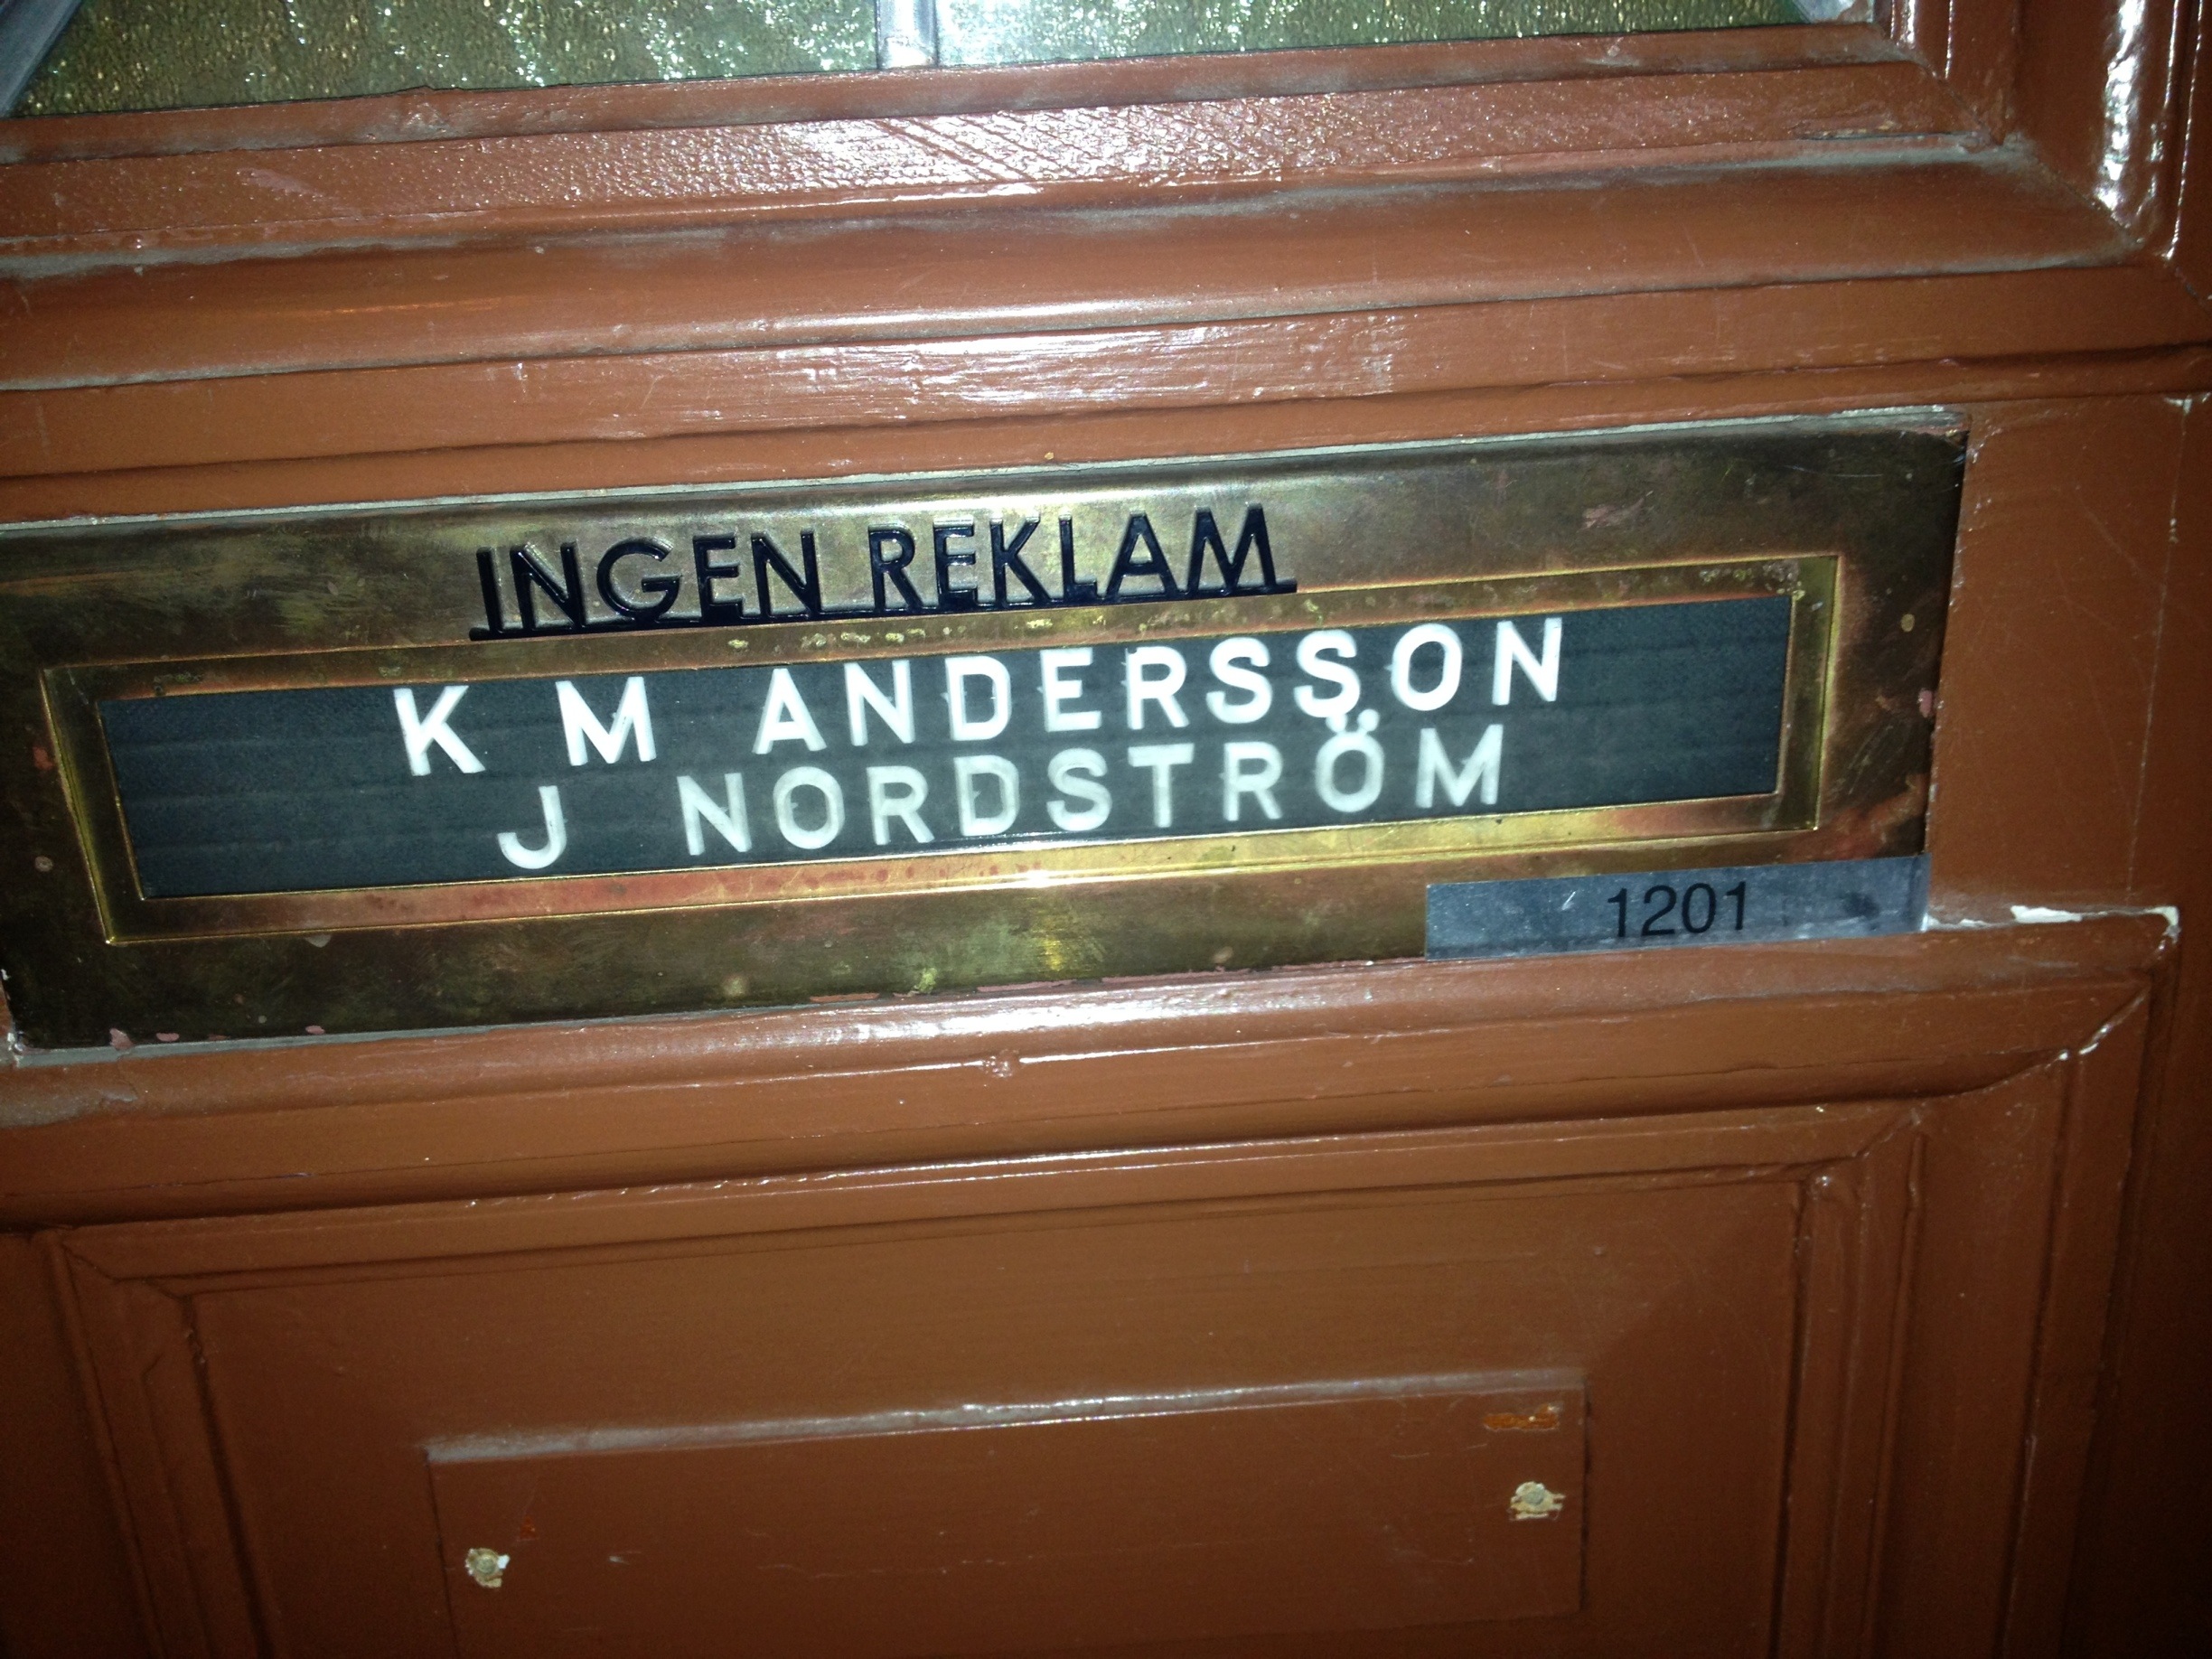 INGEN REKLAM
K M ANDERSSON
J NORDSTRÖM
1201